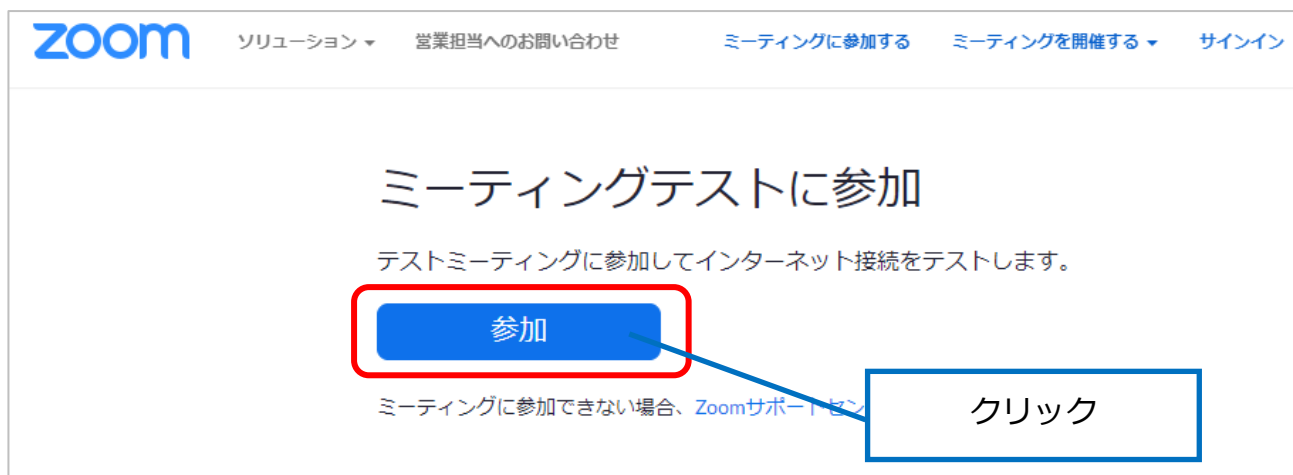 zoom ソリューション 営業担当へのお問い合わせ ミーティングに参加する ミーティングを開催する サインイン
ミーティングテストに参加
テストミーティングに参加してインターネット接続をテストします。
参加
ミーティングに参加できない場合、Zoomサポートセン
クリック